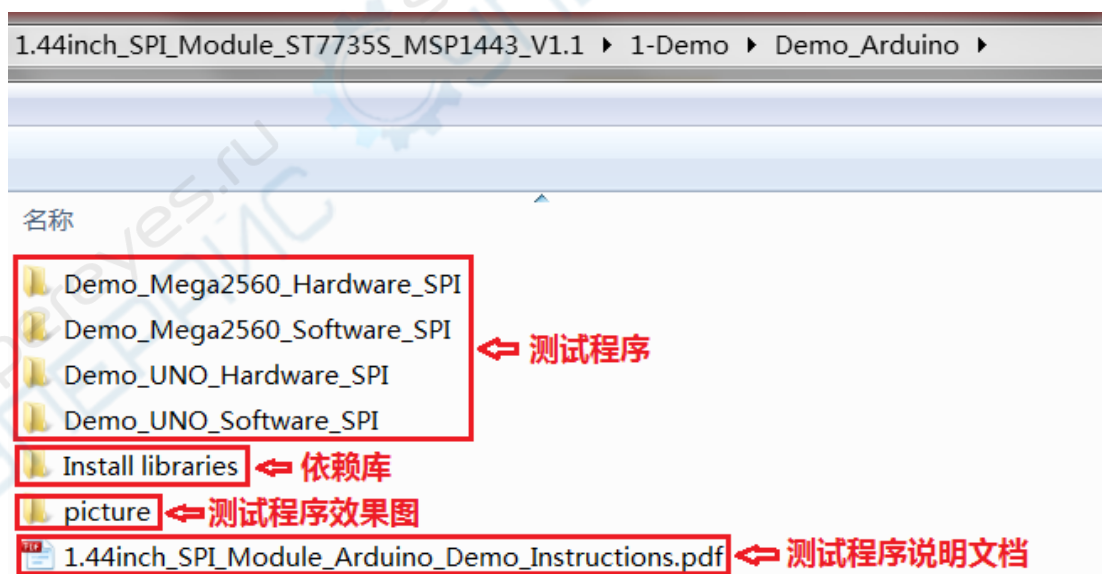 1.44inch_SPI_Module_ST7735S_MSP1443_V1.1 ▸ 1-Demo ▸ Demo_Arduino ▸
名称
Demo_Mega2560_Hardware_SPI
Demo_Mega2560_Software_SPI
测试程序
Demo_UNO_Hardware_SPI
Demo_UNO_Software_SPI
Install libraries 依赖库
picture 测试程序效果图
1.44inch_SPI_Module_Arduino_Demo_Instructions.pdf 测试程序说明文档